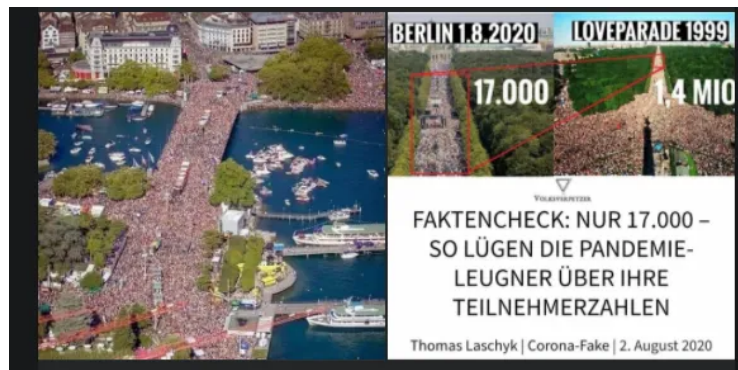 BERLIN 1.8.2020
LOVEPARADE 1999
17.000
1,4 MIO
VOLKSVERPETZER
FAKTENCHECK: NUR 17.000 –
SO LÜGEN DIE PANDEMIE-
LEUGNER ÜBER IHRE
TEILNEHMERZAHLEN
Thomas Laschyk | Corona-Fake | 2. August 2020